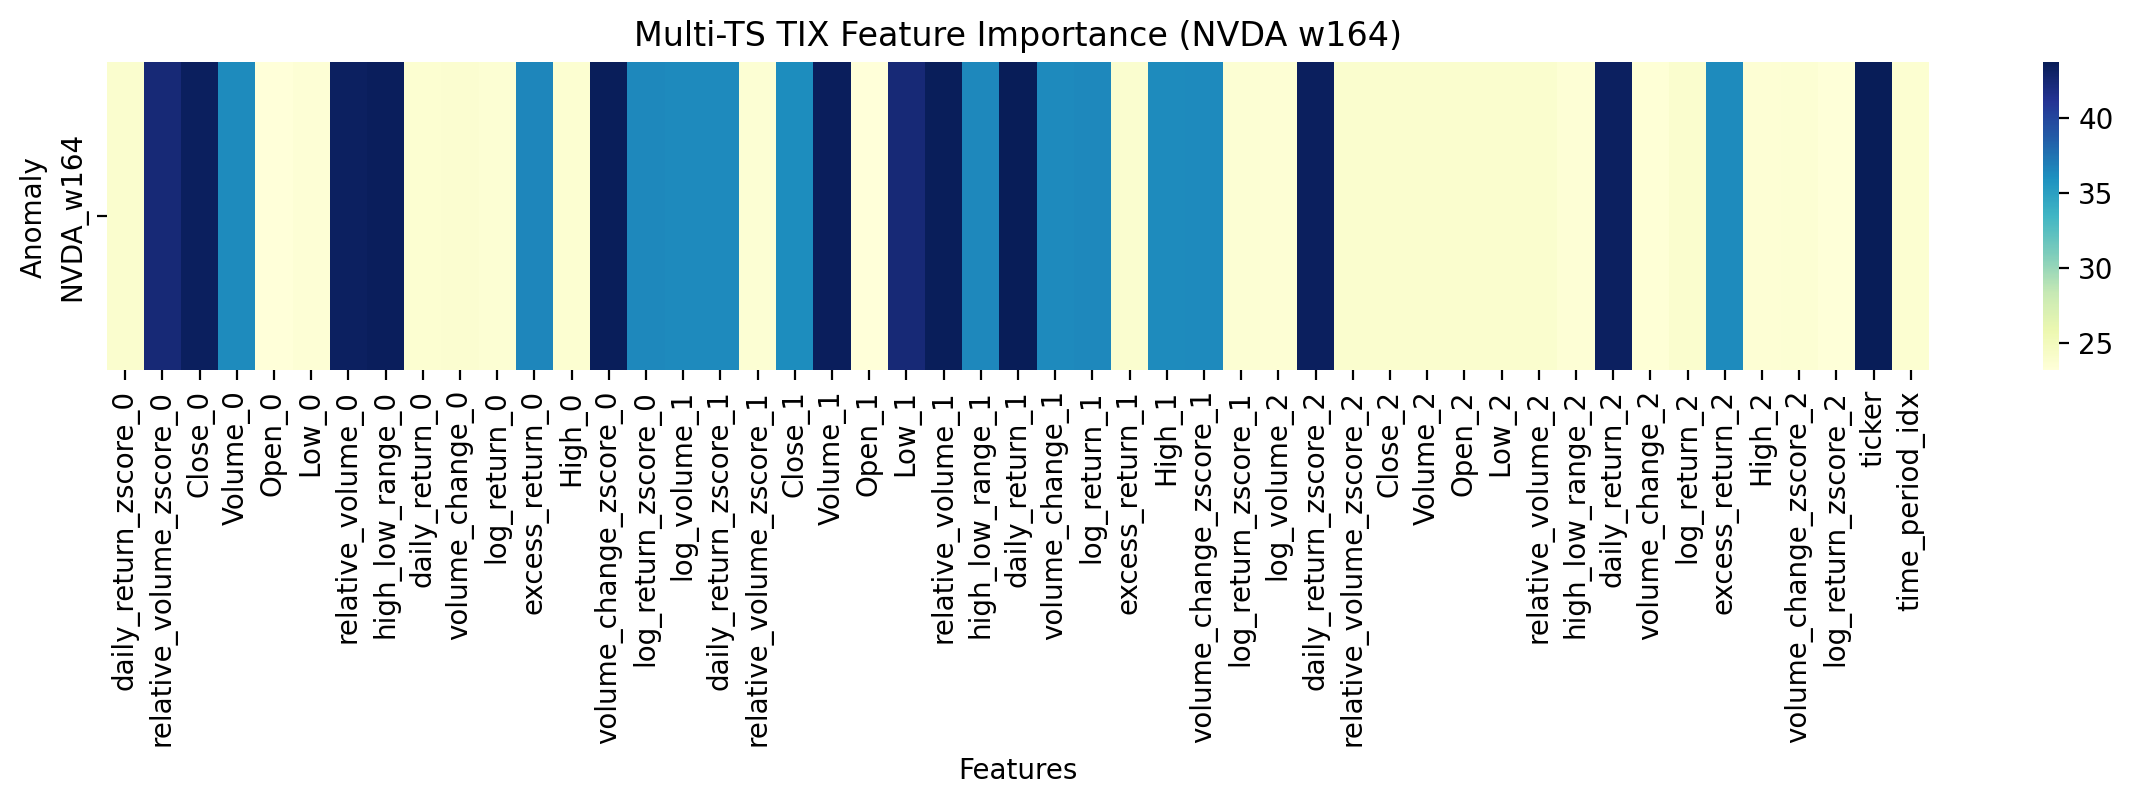 Multi-TS TIX Feature Importance (NVDA w164)
Anomaly
NVDA_w164
40
35
30
25
daily_return_zscore_0
relative_volume_zscore_0
Close_0
Volume_0
Open_0
Low_0
relative_volume_0
high_low_range_0
daily_return_0
volume_change_0
log_return_0
excess_return_0
High_0
volume_change_zscore_0
log_return_zscore_0
log_volume_1
daily_return_zscore_1
relative_volume_zscore_1
Close_1
Volume_1
Open_1
Low_1
relative_volume_1
high_low_range_1
daily_return_1
volume_change_1
log_return_1
excess_return_1
High_1
volume_change_zscore_1
log_return_zscore_1
log_volume_2
daily_return_zscore_2
relative_volume_zscore_2
Close_2
Volume_2
Open_2
Low_2
relative_volume_2
high_low_range_2
daily_return_2
volume_change_2
log_return_2
excess_return_2
High_2
volume_change_zscore_2
log_return_zscore_2
ticker
time_period_idx
Features